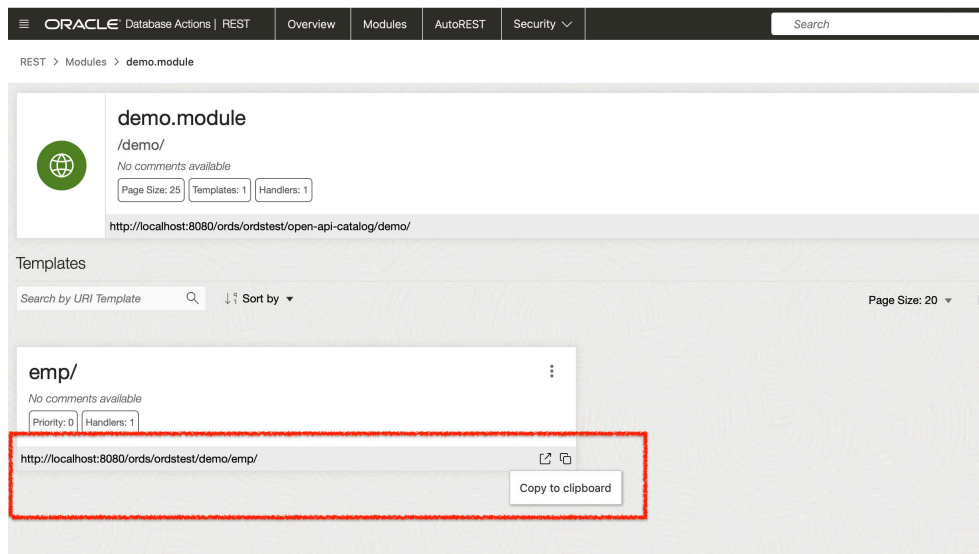 ORACLE® Database Actions | REST Overview Modules AutoREST Security Search
REST > Modules > demo.module
demo.module
/demo/
No comments available
Page Size: 25 Templates: 1 Handlers: 1
http://localhost:8080/ords/ordstest/open-api-catalog/demo/
Templates
Search by URI Template Sort by Page Size: 20
emp/
No comments available
Priority: 0 Handlers: 1
http://localhost:8080/ords/ordstest/demo/emp/
Copy to clipboard